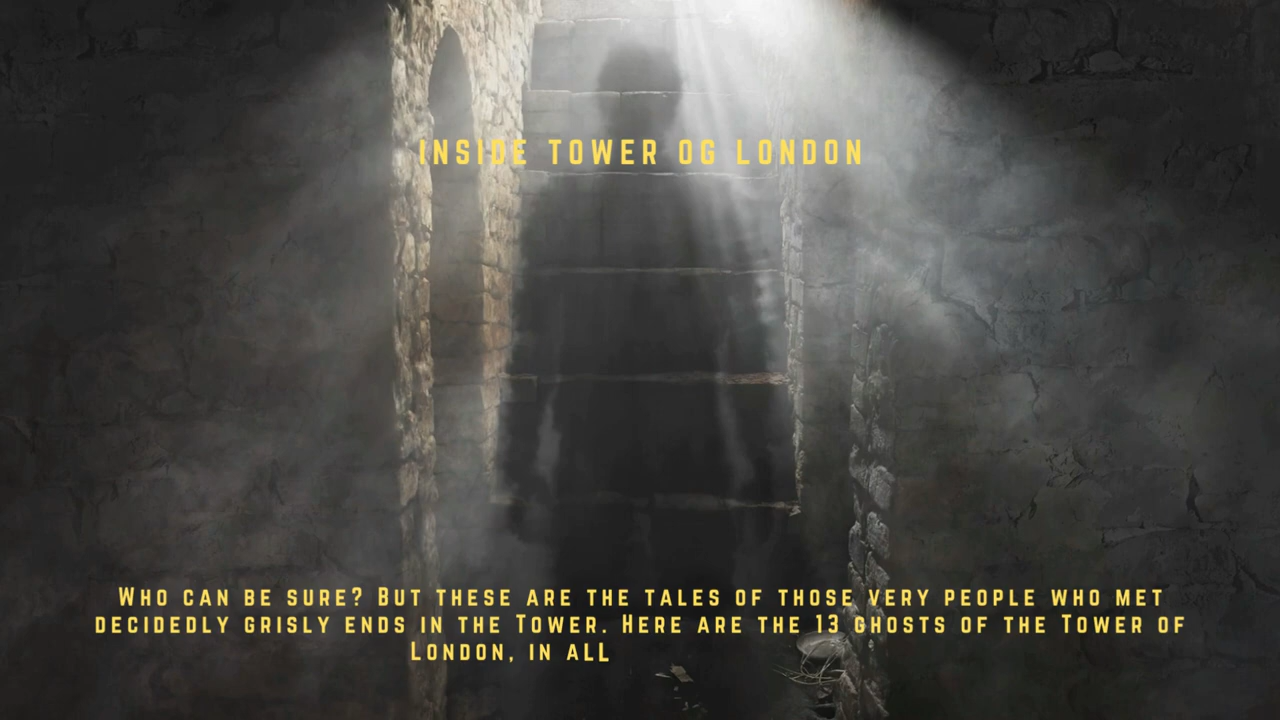 INSIDE TOWER OG LONDON
Who can be sure? But these are the tales of those very people who met
decidedly grisly ends in the Tower. Here are the 13 ghosts of the Tower of
London, in all